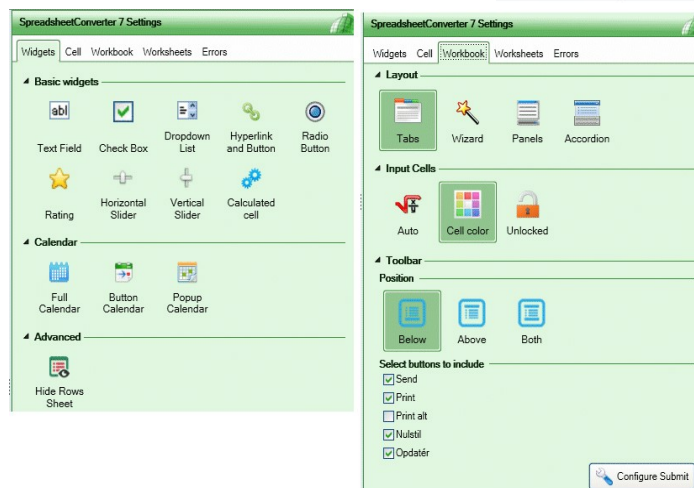 SpreadsheetConverter 7 Settings
Widgets Cell Workbook Worksheets Errors
Basic widgets
abl
Text Field Check Box Dropdown List Hyperlink and Button Radio Button
Rating Horizontal Slider Vertical Slider Calculated cell
Calendar
Full Calendar Button Calendar Popup Calendar
Advanced
Hide Rows Sheet
SpreadsheetConverter 7 Settings
Widgets Cell Workbook Worksheets Errors
Layout
Tabs Wizard Panels Accordion
Input Cells
Auto Cell color Unlocked
Toolbar
Position
Below Above Both
Select buttons to include
Send
Print
Print alt
Nulstil
Opdatér
Configure Submit